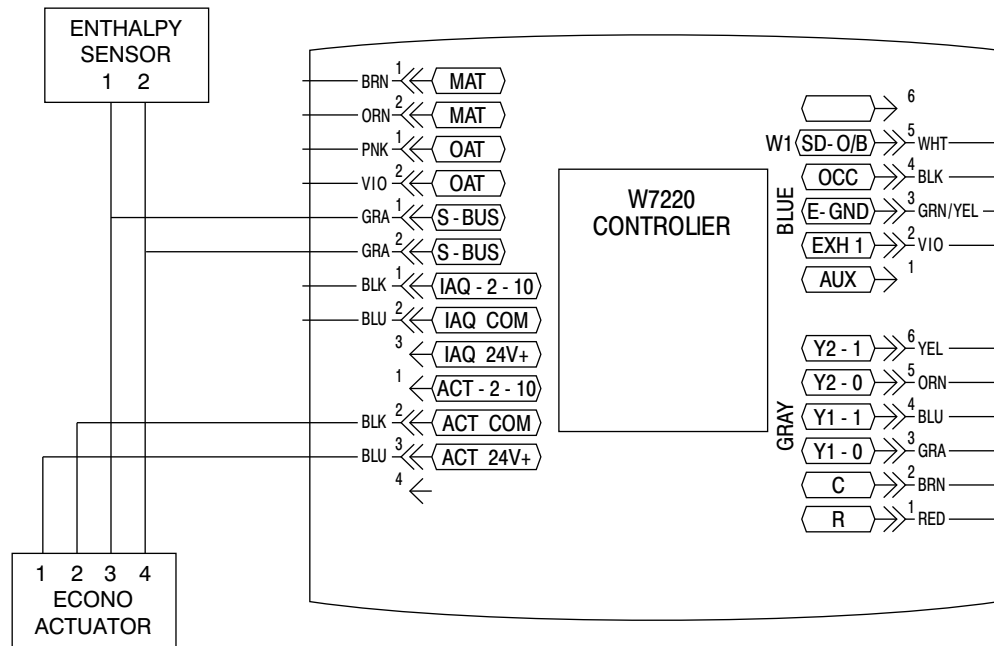 ENTHALPY
SENSOR
1 2
BRN 1 MAT
ORN 2 MAT
PNK 1 OAT
VIO 2 OAT
GRA 1 S-BUS
GRA 2 S-BUS
BLK 1 IAQ - 2 - 10
BLU 2 IAQ COM
3 IAQ 24V+
1 ACT - 2 - 10
BLK 2 ACT COM
BLU 3 ACT 24V+
4
1 2 3 4
ECONO
ACTUATOR
W7220
CONTROLIER
BLUE
6
W1 SD-O/B 5 WHT
OCC 4 BLK
E-GND 3 GRN/YEL
EXH 1 2 VIO
AUX 1
GRAY
Y2 - 1 6 YEL
Y2 - 0 5 ORN
Y1 - 1 4 BLU
Y1 - 0 3 GRA
C 2 BRN
R 1 RED